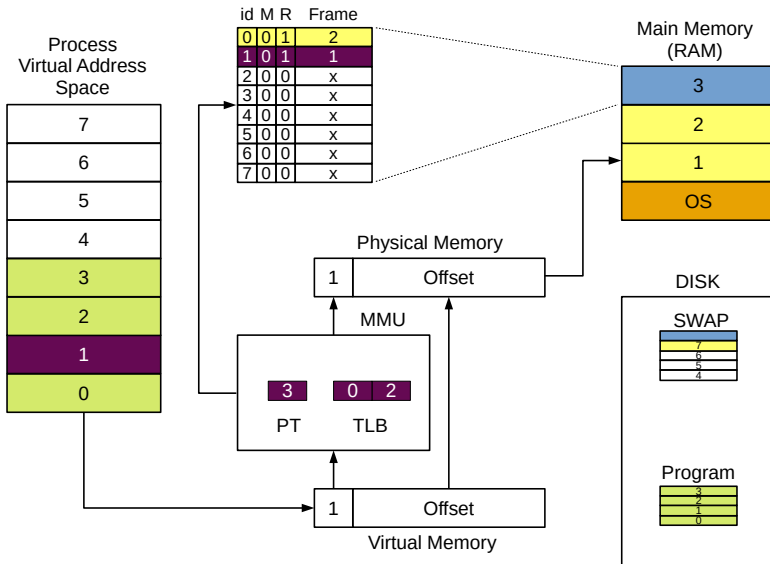 id M R Frame
0 0 1 2
1 0 1 1
2 0 0 x
3 0 0 x
4 0 0 x
5 0 0 x
6 0 0 x
7 0 0 x
Process
Virtual Address
Space
7
6
5
4
3
2
1
0
Main Memory
(RAM)
3
2
1
OS
Physical Memory
1 Offset
MMU
3 0 2
PT TLB
1 Offset
Virtual Memory
DISK
SWAP
7
6
5
4
Program
3
2
1
0